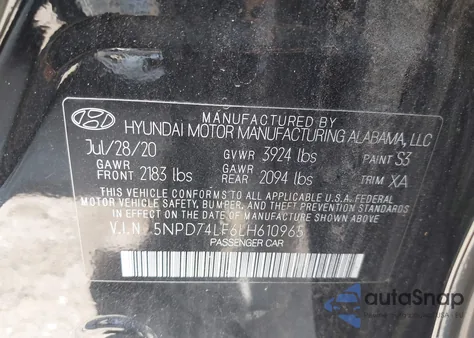 MANUFACTURED BY
HYUNDAI MOTOR MANUFACTURING ALABAMA, LLC
Jul/28/20 GVWR 3924 lbs PAINT S3
GAWR FRONT 2183 lbs GAWR REAR 2094 lbs TRIM XA
THIS VEHICLE CONFORMS TO ALL APPLICABLE U.S.A. FEDERAL
MOTOR VEHICLE SAFETY, BUMPER, AND THEFT PREVENTION STANDARDS
IN EFFECT ON THE DATE OF MANUFACTURE SHOWN ABOVE.
V.I.N. 5NPD74LF6LH610965
PASSENGER CAR
autoSnap